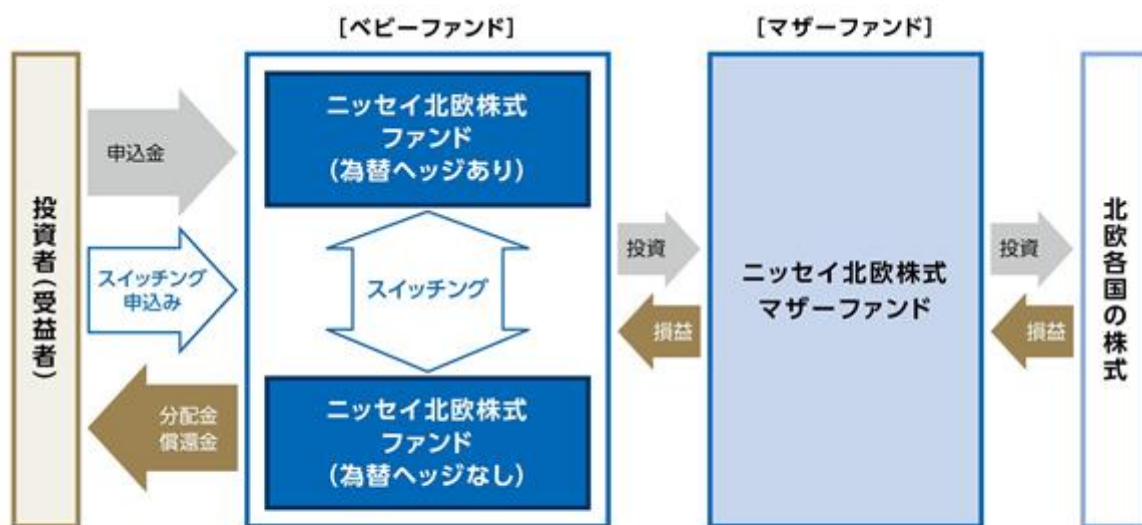 [ベビーファンド]
[マザーファンド]
投資者(受益者)
申込金
スイッチング
申込み
分配金
償還金
ニッセイ北欧株式
ファンド
(為替ヘッジあり)
スイッチング
ニッセイ北欧株式
ファンド
(為替ヘッジなし)
投資
損益
ニッセイ北欧株式
マザーファンド
投資
損益
北欧各国の株式